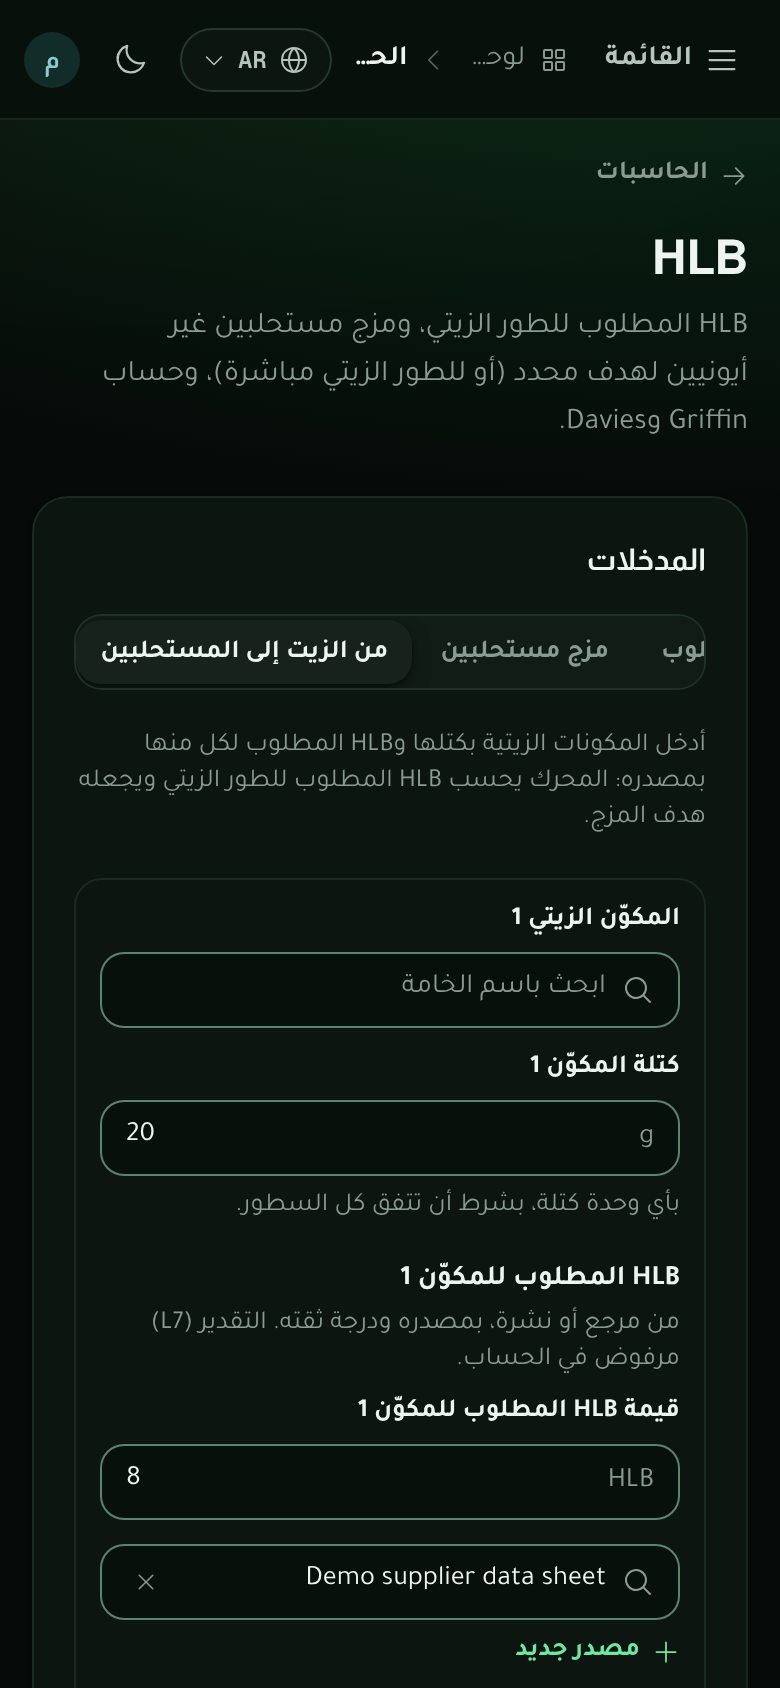 القائمة
لوحـ...
الحـ...
AR
م
الحاسبات
HLB
HLB المطلوب للطور الزيتي، ومزج مستحلبين غير
أيونيين لهدف محدد (أو للطور الزيتي مباشرة)، وحساب
Griffin وDavies.
المدخلات
لوب
مزج مستحلبين
من الزيت إلى المستحلبين
أدخل المكونات الزيتية بكتلها وHLB المطلوب لكل منها
بمصدره: المحرك يحسب HLB المطلوب للطور الزيتي ويجعله
هدف المزج.
المكوّن الزيتي 1
ابحث باسم الخامة
كتلة المكوّن 1
g
20
بأي وحدة كتلة، بشرط أن تتفق كل السطور.
HLB المطلوب للمكوّن 1
من مرجع أو نشرة، بمصدره ودرجة ثقته. التقدير (L7)
مرفوض في الحساب.
قيمة HLB المطلوب للمكوّن 1
HLB
8
Demo supplier data sheet
مصدر جديد